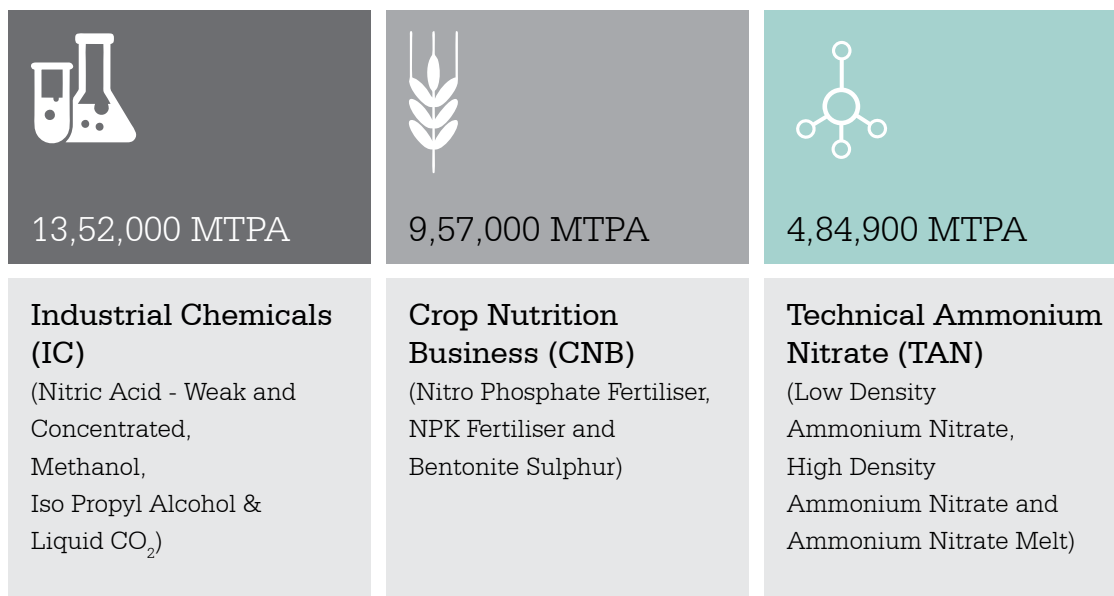 13,52,000 MTPA
Industrial Chemicals
(IC)
(Nitric Acid - Weak and
Concentrated,
Methanol,
Iso Propyl Alcohol &
Liquid CO₂)
9,57,000 MTPA
Crop Nutrition
Business (CNB)
(Nitro Phosphate Fertiliser,
NPK Fertiliser and
Bentonite Sulphur)
4,84,900 MTPA
Technical Ammonium
Nitrate (TAN)
(Low Density
Ammonium Nitrate,
High Density
Ammonium Nitrate and
Ammonium Nitrate Melt)